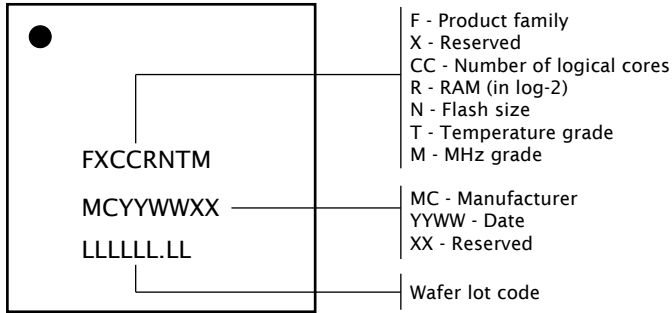 F - Product family
X - Reserved
CC - Number of logical cores
R - RAM (in log-2)
N - Flash size
T - Temperature grade
M - MHz grade
FXCCRNTM
MCYYWWXX
MC - Manufacturer
YYWW - Date
XX - Reserved
LLLLLL.LL
Wafer lot code